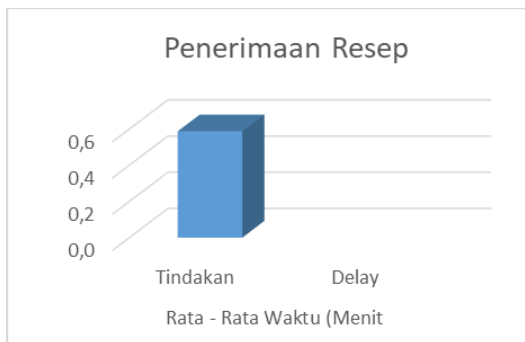 Penerimaan Resep
0,6
0,4
0,2
0,0
Tindakan Delay
Rata - Rata Waktu (Menit